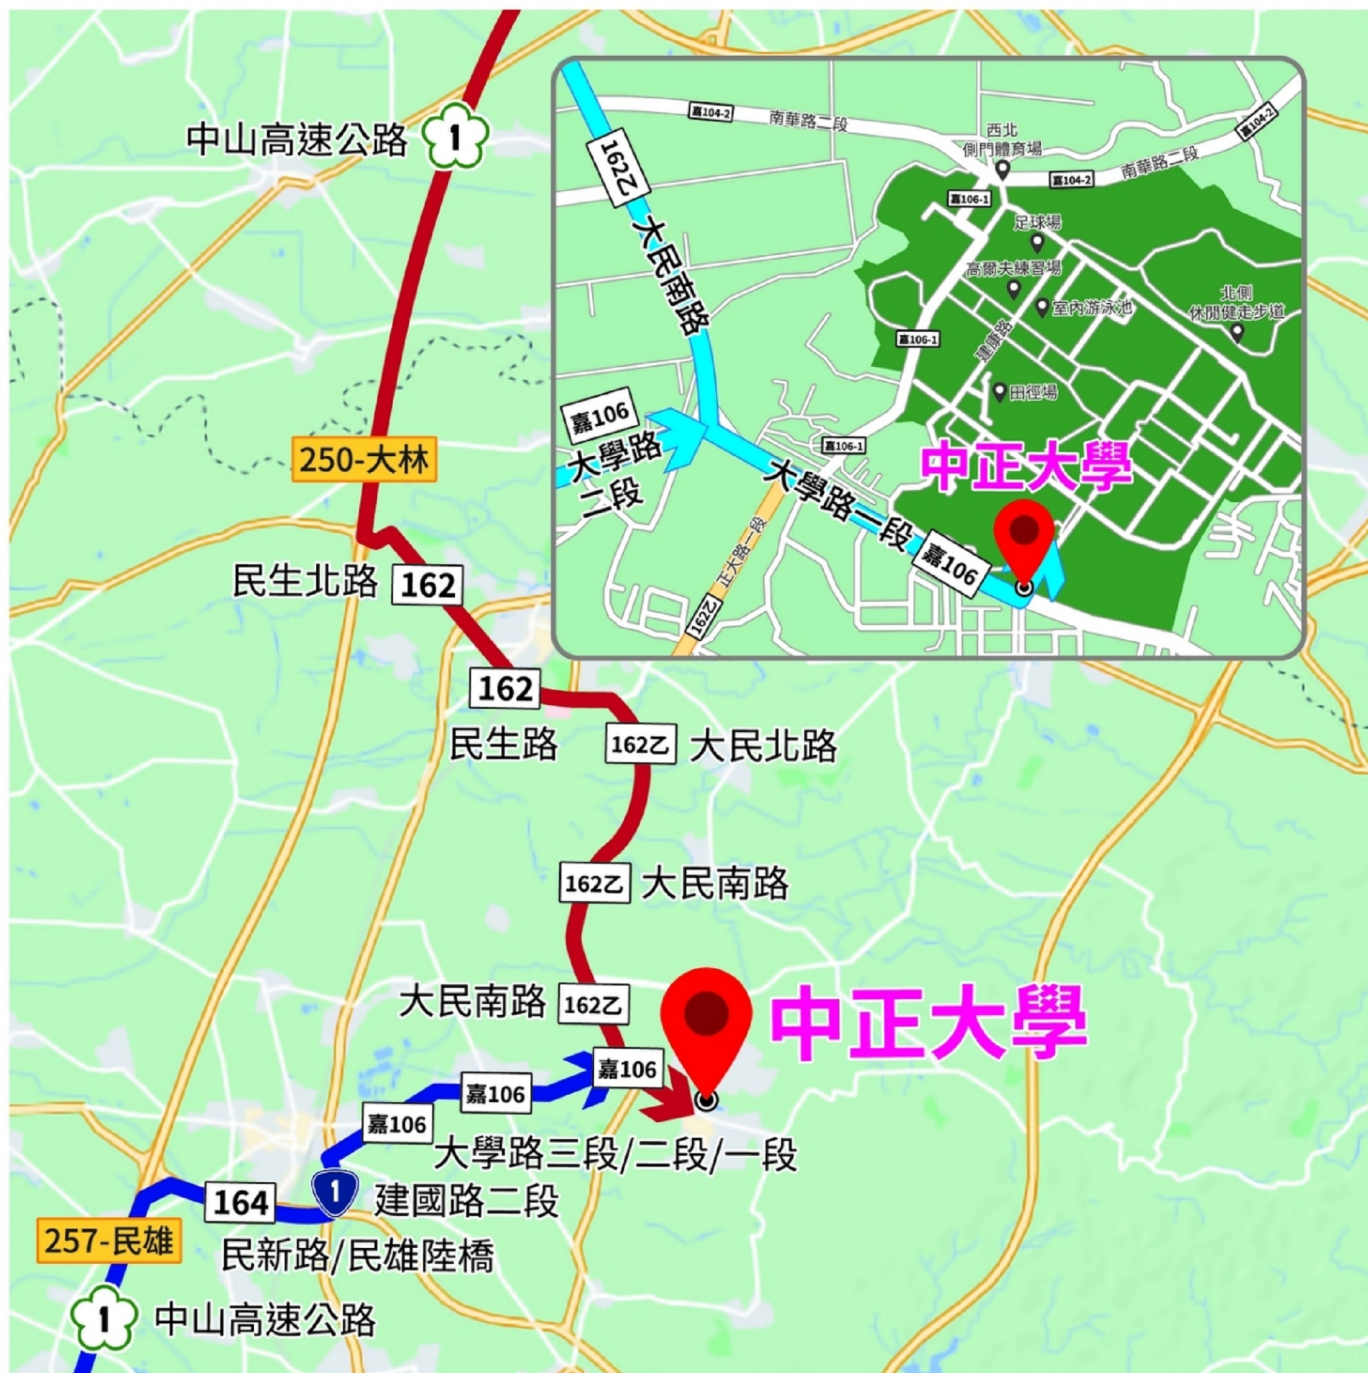 中山高速公路
1
250-大林
民生北路
162
162
民生路
162乙
大民北路
162乙
大民南路
大民南路
162乙
嘉106
中正大學
嘉106
嘉106
大學路三段/二段/一段
1
建國路二段
164
民新路/民雄陸橋
257-民雄
1
中山高速公路
嘉104-2
南華路二段
西北
側門體育場
嘉104-2
南華路二段
嘉104-2
嘉106-1
162乙
大民南路
足球場
高爾夫練習場
室內游泳池
北側
休閒健走步道
嘉106-1
建康路
田徑場
嘉106
大學路
二段
嘉106-1
中正大學
大學路一段
嘉106
正大路一段
162乙